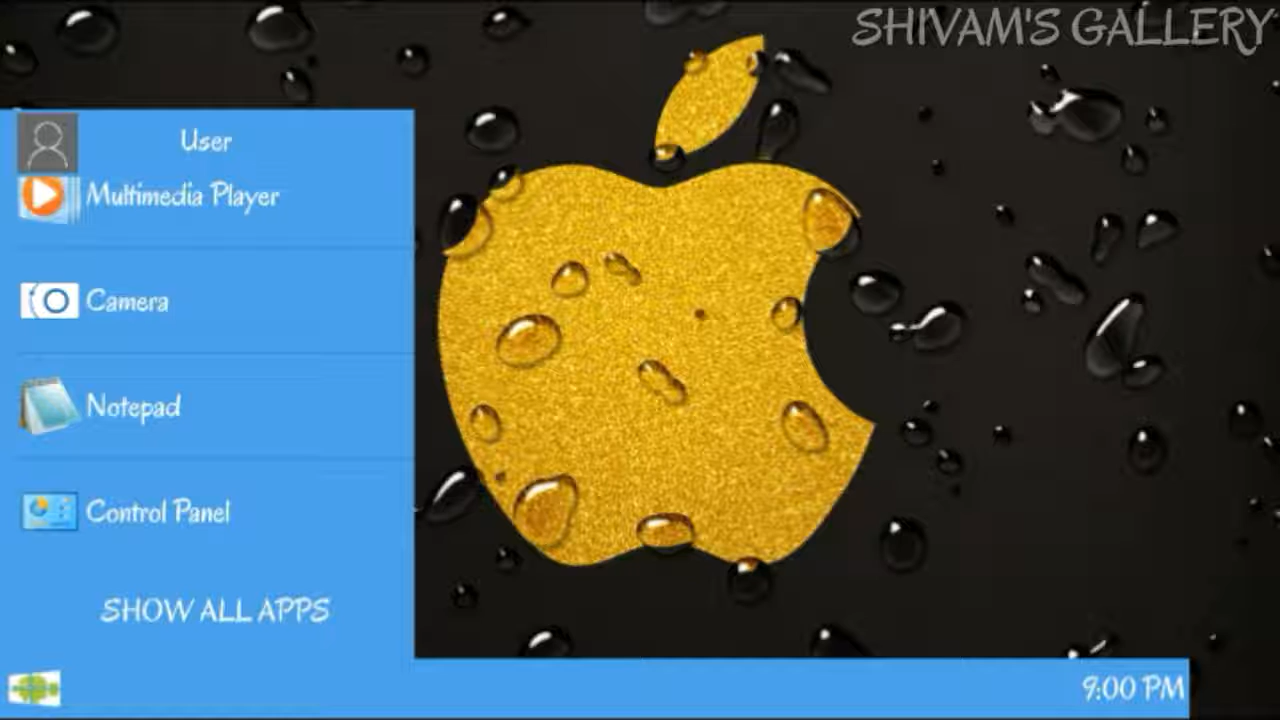 SHIVAM'S GALLERY
User
Multimedia Player
Camera
Notepad
Control Panel
SHOW ALL APPS
9:00 PM